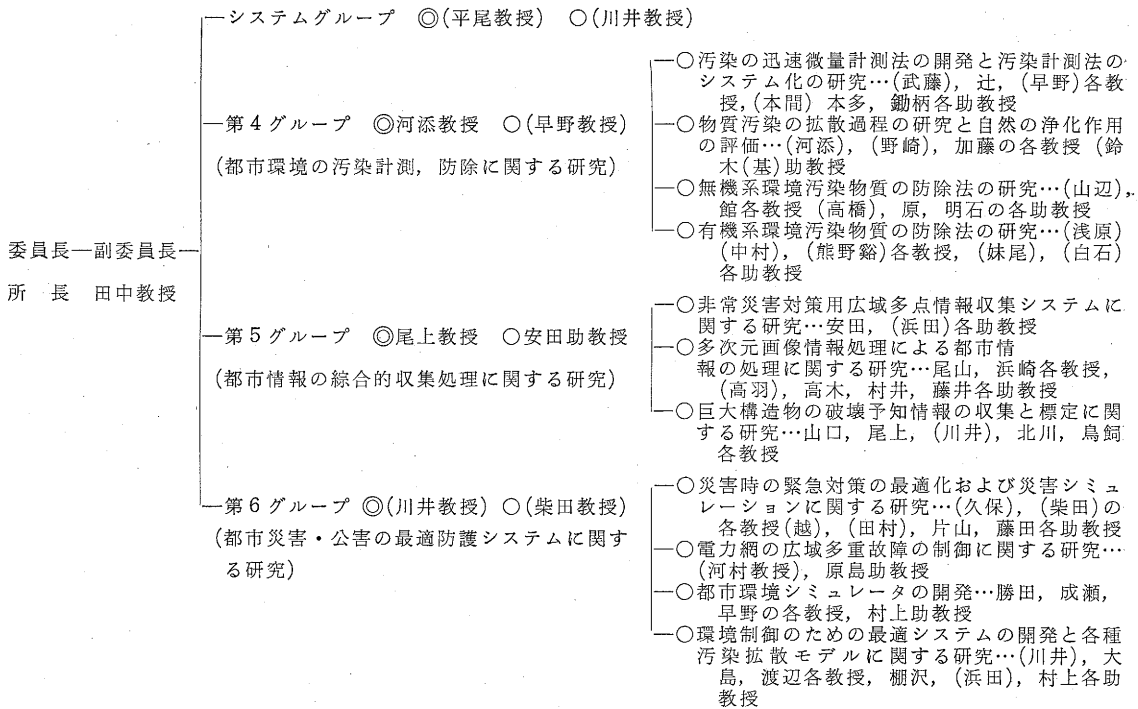 委員長―副委員長
所　長　田中教授
システムグループ　◎(平尾教授)　○(川井教授)
第4グループ　◎河添教授　○(早野教授)
(都市環境の汚染計測，防除に関する研究)
○汚染の迅速微量計測法の開発と汚染計測法の
システム化の研究…(武藤)，辻，(早野)各教
授，(本間) 本多，鋤柄各助教授
○物質汚染の拡散過程の研究と自然の浄化作用
の評価…(河添)，(野崎)，加藤の各教授 (鈴
木(基)助教授
○無機系環境汚染物質の防除法の研究…(山辺)，
館各教授 (高橋)，原，明石の各助教授
○有機系環境汚染物質の防除法の研究…(浅原)
(中村)，(熊野谿)各教授，(妹尾)，(白石)
各助教授
第5グループ　◎尾上教授　○安田助教授
(都市情報の綜合的収集処理に関する研究)
○非常災害対策用広域多点情報収集システムに
関する研究…安田，(浜田)各助教授
○多次元画像情報処理による都市情
報の処理に関する研究…尾山，浜崎各教授，
(高羽)，高木，村井，藤井各助教授
○巨大構造物の破壊予知情報の収集と標定に関
する研究…山口，尾上，(川井)，北川，鳥飼
各教授
第6グループ ◎(川井教授) ○(柴田教授)
(都市災害・公害の最適防護システムに関す
る研究)
○災害時の緊急対策の最適化および災害シミュ
レーションに関する研究…(久保)，(柴田)の
各教授(越)，(田村)，片山，藤田各助教授
○電力網の広域多重故障の制御に関する研究…
(河村教授)，原島助教授
○都市環境シミュレータの開発…勝田，成瀬，
早野の各教授，村上助教授
○環境制御のための最適システムの開発と各種
汚染拡散モデルに関する研究…(川井)，大
島，渡辺各教授，棚沢，(浜田)，村上各助
教授